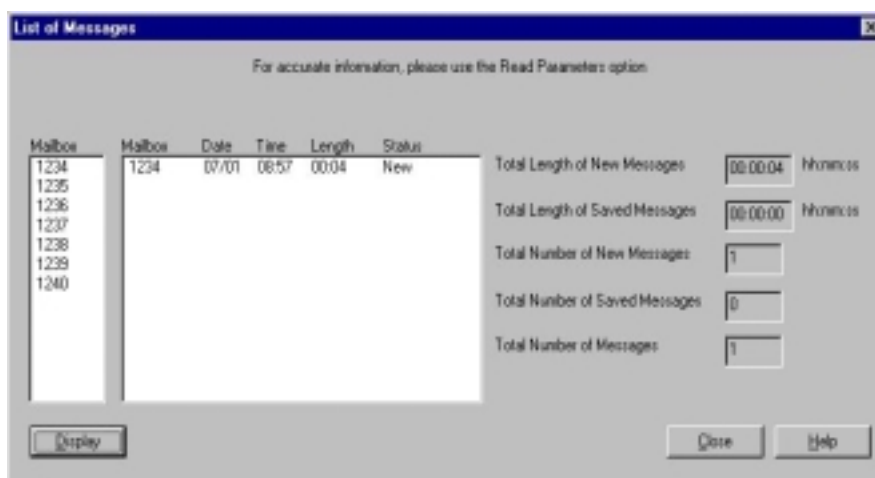 List of Messages
For accurate information, please use the Read Parameters option
Mailbox
1234
1235
1236
1237
1238
1239
1240
Mailbox Date Time Length Status
1234 07/01 08:57 00:04 New
Total Length of New Messages 00:00:04 hh:mm:ss
Total Length of Saved Messages 00:00:00 hh:mm:ss
Total Number of New Messages 1
Total Number of Saved Messages 0
Total Number of Messages 1
Display
Close
Help